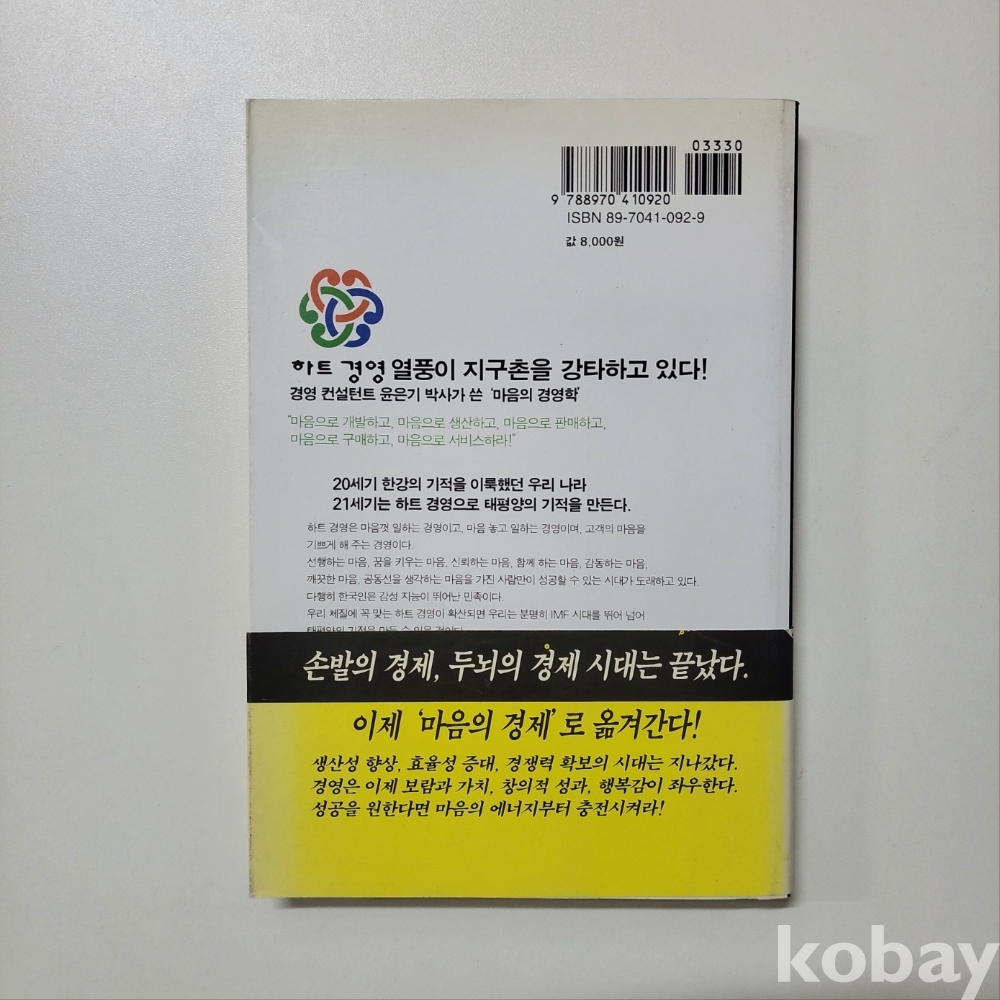 03330
9 788970 410920
ISBN 89-7041-092-9
값 8,000원
하트 경영 열풍이 지구촌을 강타하고 있다!
경영 컨설턴트 윤은기 박사가 쓴 '마음의 경영학'
"마음으로 개발하고, 마음으로 생산하고, 마음으로 판매하고,
마음으로 구매하고, 마음으로 서비스하라!"
20세기 한강의 기적을 이룩했던 우리 나라
21세기는 하트 경영으로 태평양의 기적을 만든다.
하트 경영은 마음껏 일하는 경영이고, 마음 놓고 일하는 경영이며, 고객의 마음을
기쁘게 해 주는 경영이다.
선행하는 마음, 꿈을 키우는 마음, 신뢰하는 마음, 함께 하는 마음, 감동하는 마음,
깨끗한 마음, 공동선을 생각하는 마음을 가진 사람만이 성공할 수 있는 시대가 도래하고 있다.
다행히 한국인은 감성 지능이 뛰어난 민족이다.
우리 체질에 꼭 맞는 하트 경영이 확산되면 우리는 분명히 IMF 시대를 뛰어 넘어
태평양의 기적을 만들 수 있을 것이다.
손발의 경제, 두뇌의 경제 시대는 끝났다.
이제 '마음의 경제'로 옮겨간다!
생산성 향상, 효율성 증대, 경쟁력 확보의 시대는 지나갔다.
경영은 이제 보람과 가치, 창의적 성과, 행복감이 좌우한다.
성공을 원한다면 마음의 에너지부터 충전시켜라!
kobay